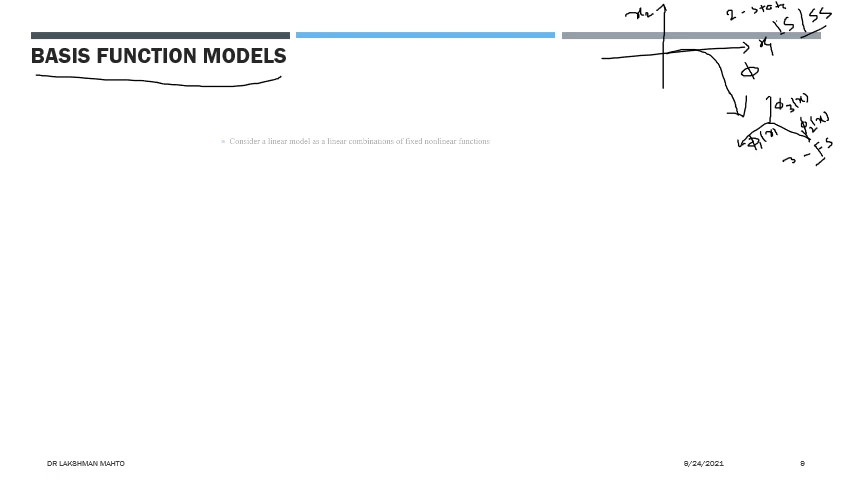 x₂
2-state
IS/SS
x₁
BASIS FUNCTION MODELS
ϕ
ϕ₃(x)
ϕ₂(x)
ϕ₁(x)
Consider a linear model as a linear combinations of fixed nonlinear functions
3-FS
DR LAKSHMAN MAHTO
9/24/2021
9